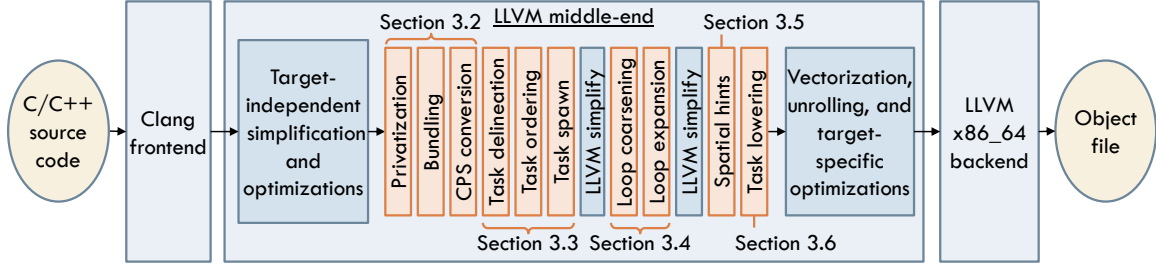 C/C++
source
code
Clang
frontend
LLVM middle-end
Target-
independent
simplification
and
optimizations
Section 3.2
Privatization
Bundling
CPS conversion
Task delineation
Task ordering
Task spawn
Section 3.3
LLVM simplify
Loop coarsening
Loop expansion
Section 3.4
LLVM simplify
Section 3.5
Spatial hints
Task lowering
Section 3.6
Vectorization,
unrolling, and
target-
specific
optimizations
LLVM
x86_64
backend
Object
file